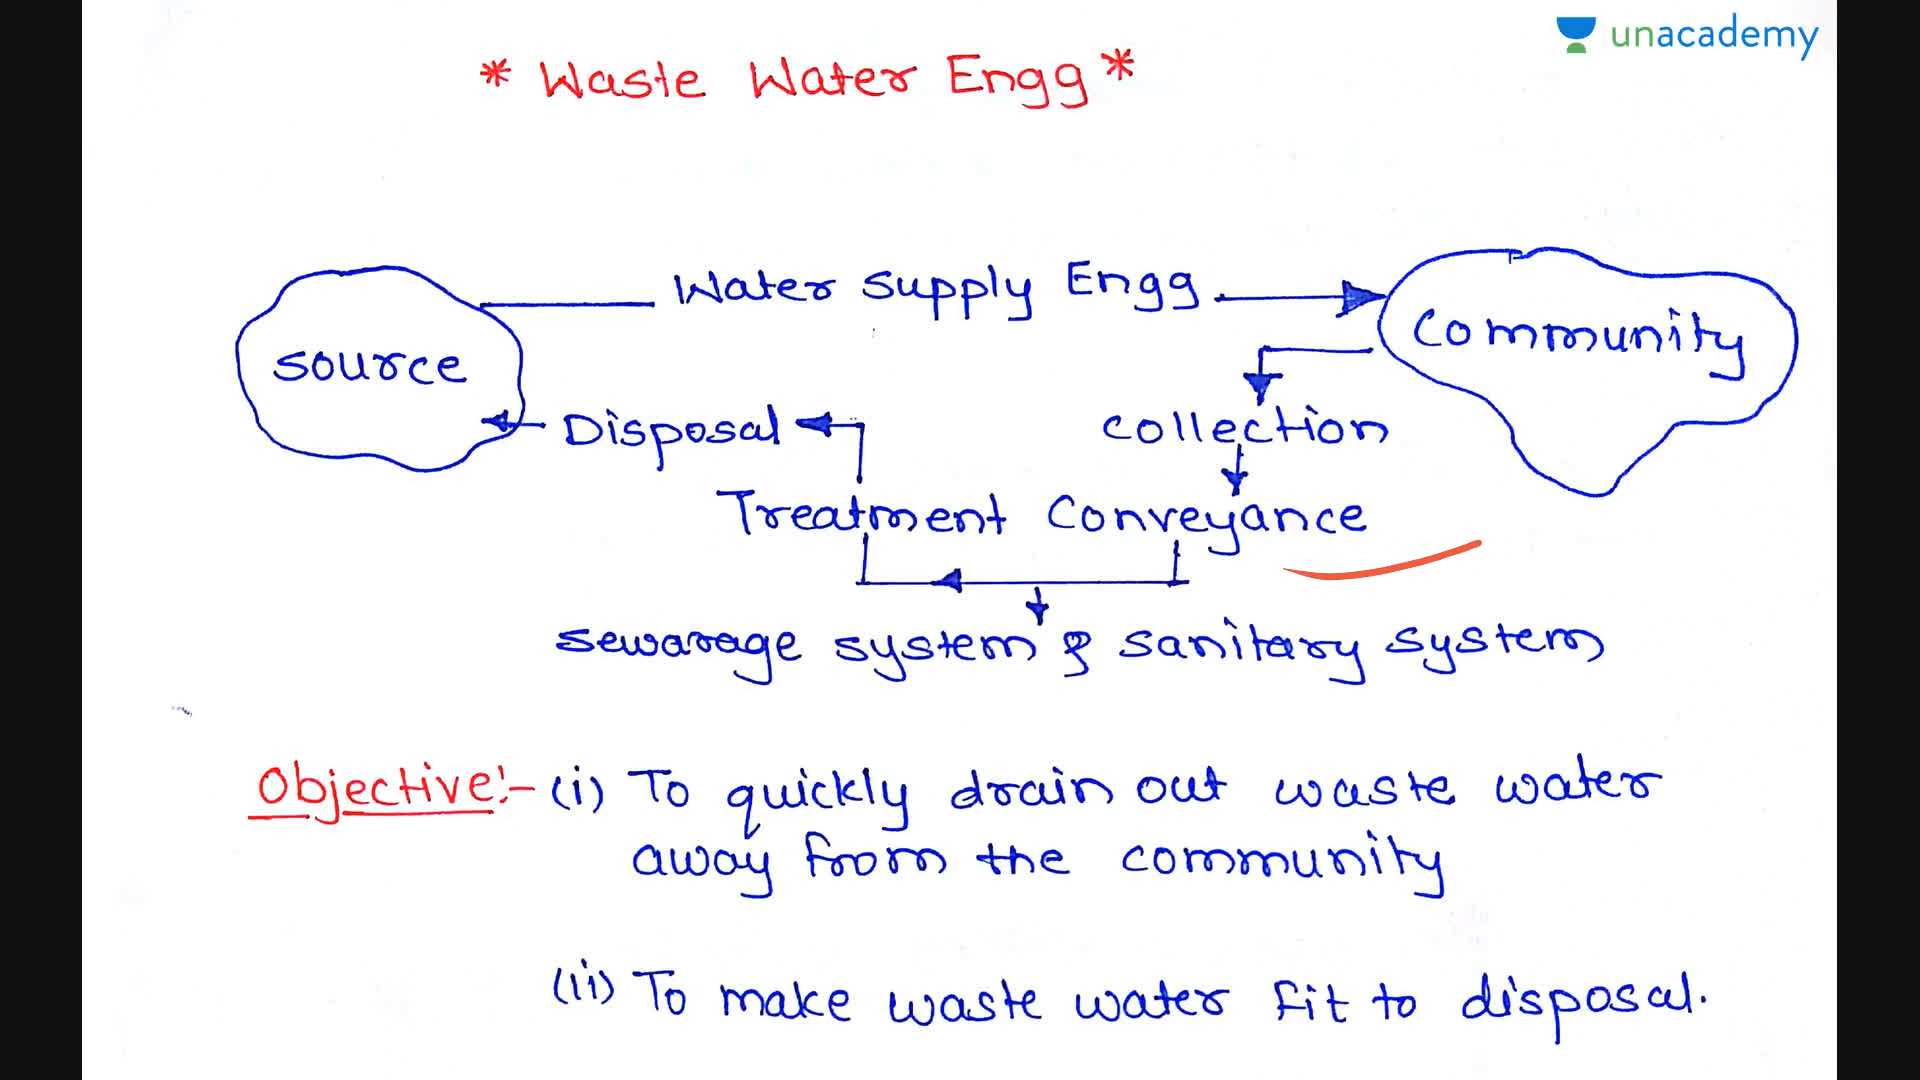 unacademy
* Waste Water Engg *
Water supply Engg
source
community
Disposal
collection
Treatment Conveyance
sewarage system & sanitary system
Objective:- (i) To quickly drain out waste water
away from the community
(ii) To make waste water fit to disposal.